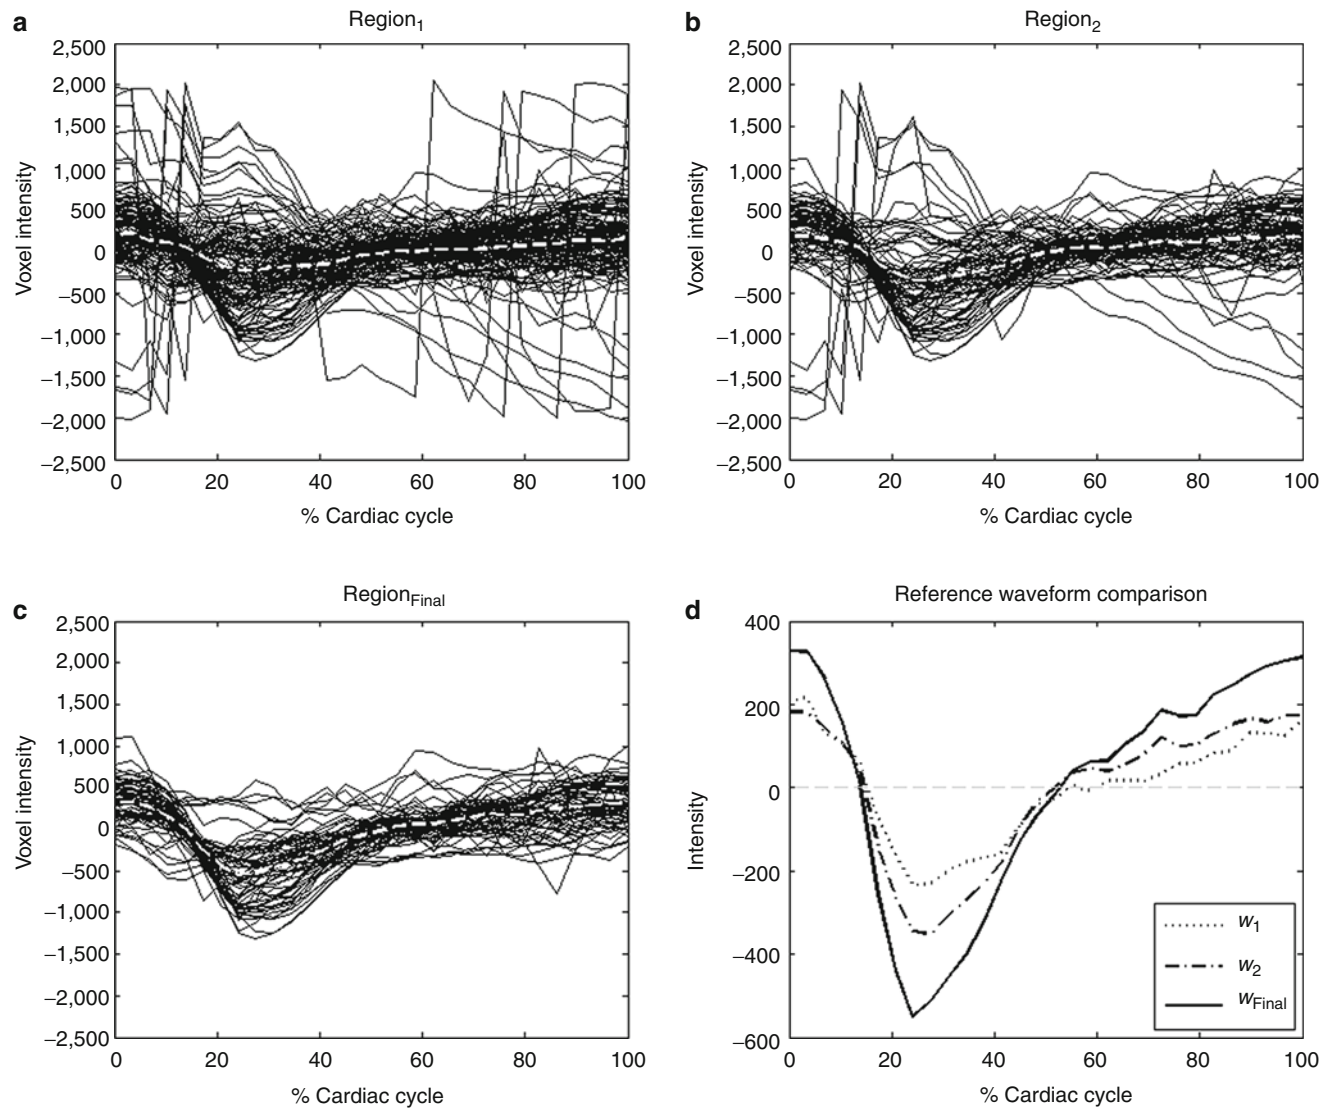 a
Region1
2,500
2,000
1,500
1,000
500
0
−500
−1,000
−1,500
−2,000
−2,500
Voxel intensity
0 20 40 60 80 100
% Cardiac cycle
b
Region2
2,500
2,000
1,500
1,000
500
0
−500
−1,000
−1,500
−2,000
−2,500
Voxel intensity
0 20 40 60 80 100
% Cardiac cycle
c
RegionFinal
2,500
2,000
1,500
1,000
500
0
−500
−1,000
−1,500
−2,000
−2,500
Voxel intensity
0 20 40 60 80 100
% Cardiac cycle
d
Reference waveform comparison
400
200
0
−200
−400
−600
Intensity
w1
w2
wFinal
0 20 40 60 80 100
% Cardiac cycle